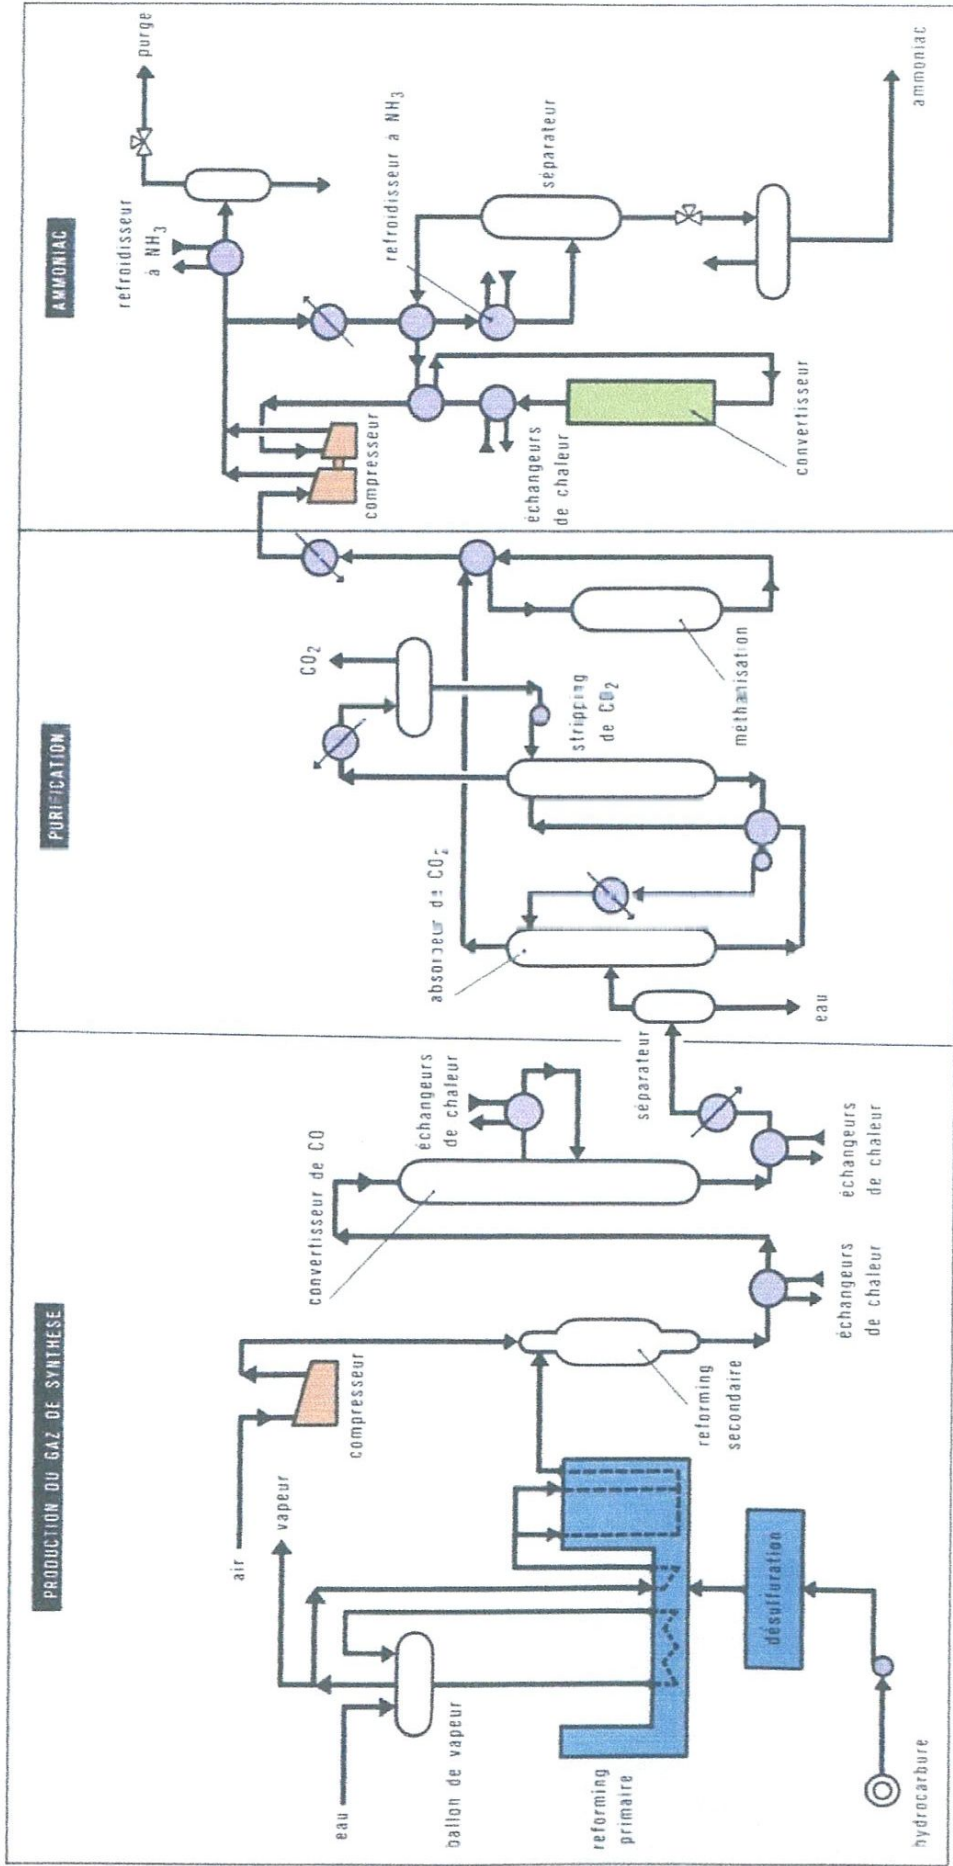 PRODUCTION DU GAZ DE SYNTHESE
eau
ballon de vapeur
reforming
primaire
hydrocarbure
désulfuration
vapeur
air
compresseur
reforming
secondaire
convertisseur de CO
échangeurs
de chaleur
échangeurs
de chaleur
échangeurs
de chaleur
séparateur
PURIFICATION
eau
absorbeur de CO2
stripping
de CO2
CO2
méthanisation
AMMONIAC
compresseur
échangeurs
de chaleur
convertisseur
refroidisseur
à NH3
purge
refroidisseur à NH3
séparateur
ammoniac